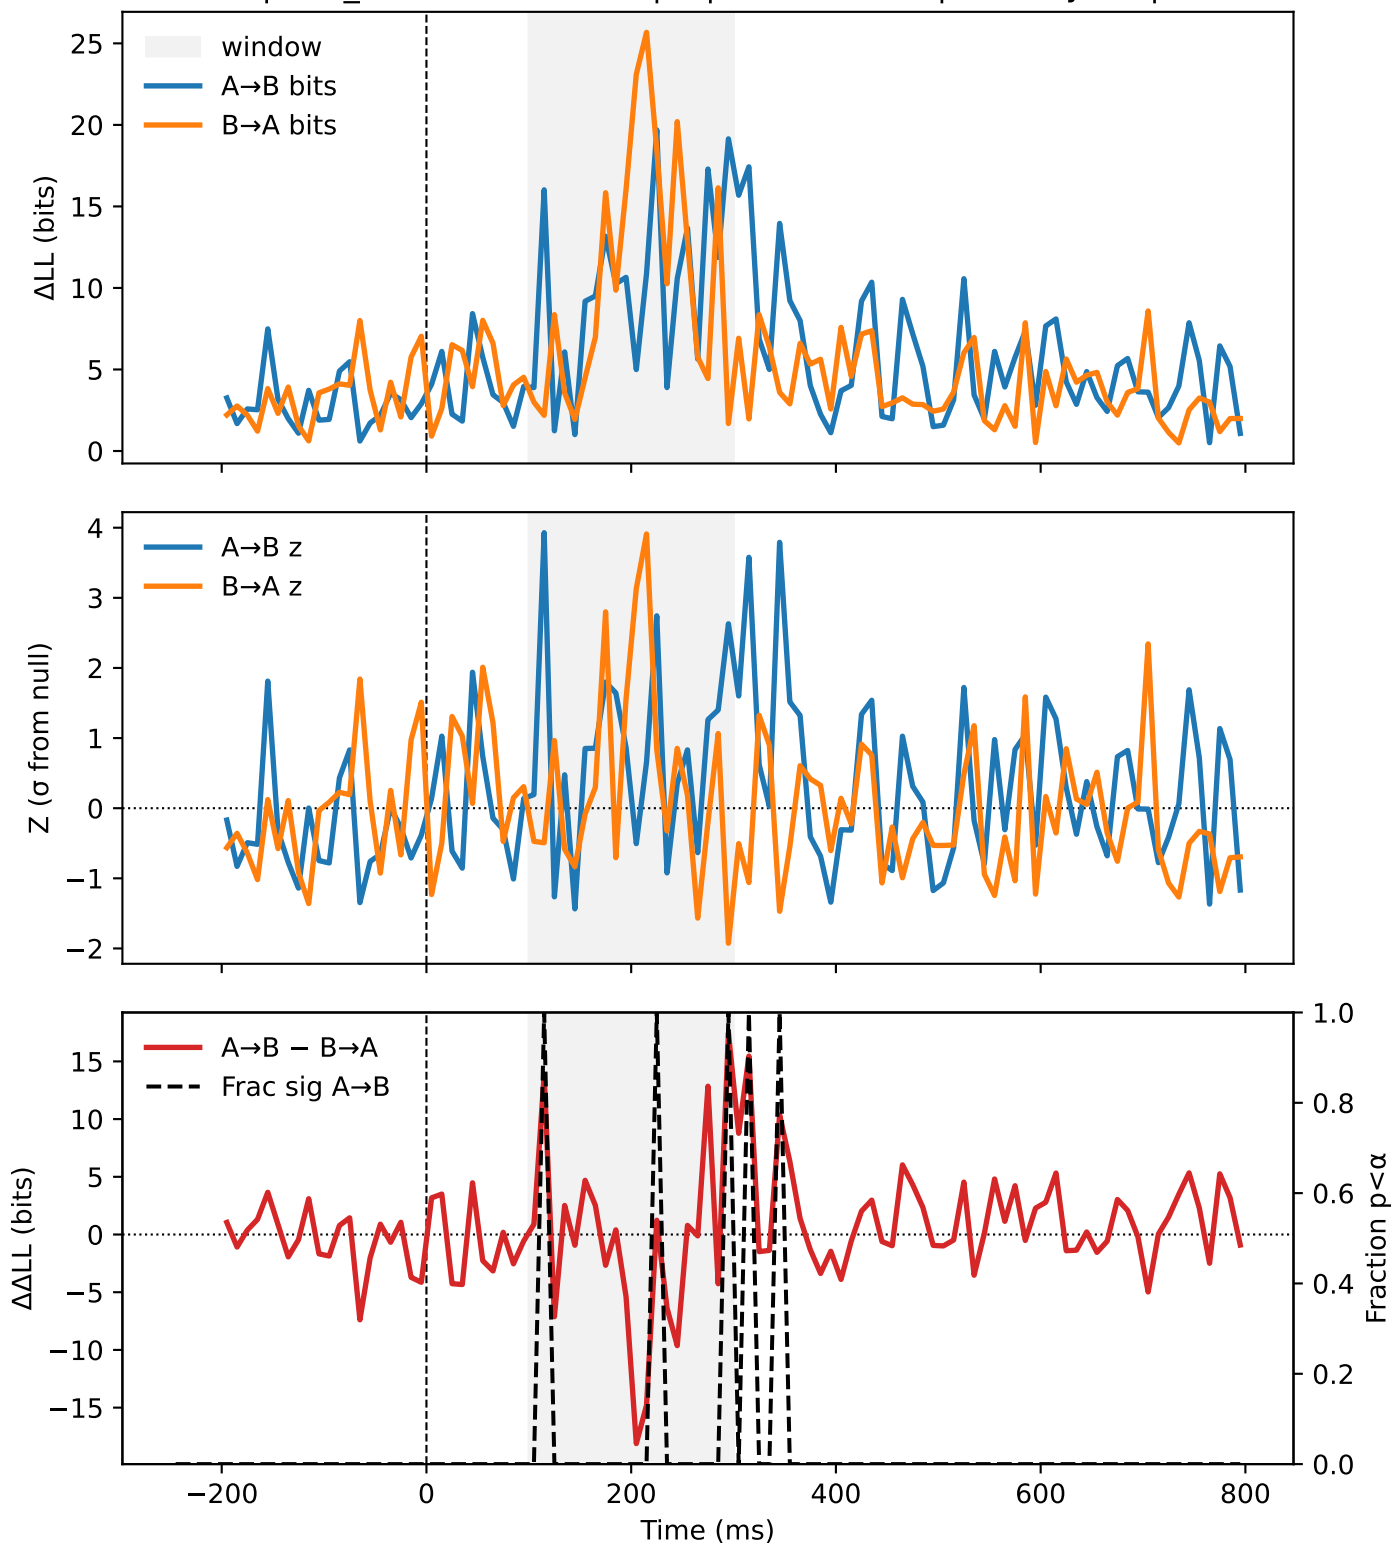 window
A→B bits
B→A bits
ΔLL (bits)
25
20
15
10
5
0
A→B z
B→A z
Z (σ from null)
4
3
2
1
0
−1
−2
A→B − B→A
Frac sig A→B
ΔΔLL (bits)
15
10
5
0
−5
−10
−15
1.0
0.8
0.6
0.4
0.2
0.0
Fraction p<α
−200 0 200 400 600 800
Time (ms)